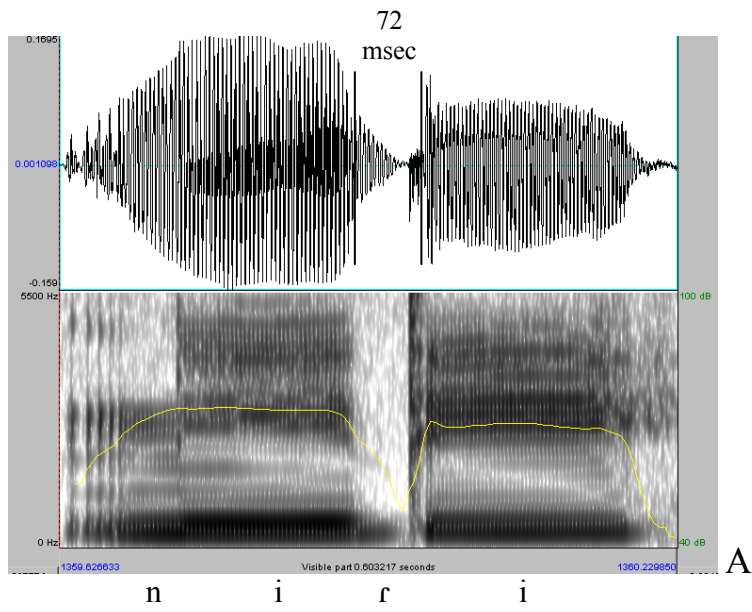 72
msec
0.1695
0.001098
-0.159
5500 Hz
100 dB
0 Hz
40 dB
1359.626633
Visible part 0.603217 seconds
1360.229850
A
n i ɾ i